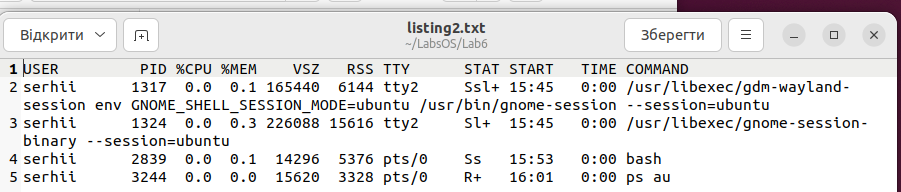 Відкрити
listing2.txt
~/LabsOS/Lab6
Зберегти
1 USER PID %CPU %MEM VSZ RSS TTY STAT START TIME COMMAND
2 serhii 1317 0.0 0.1 165440 6144 tty2 Ssl+ 15:45 0:00 /usr/libexec/gdm-wayland-
session env GNOME_SHELL_SESSION_MODE=ubuntu /usr/bin/gnome-session --session=ubuntu
3 serhii 1324 0.0 0.3 226088 15616 tty2 Sl+ 15:45 0:00 /usr/libexec/gnome-session-
binary --session=ubuntu
4 serhii 2839 0.0 0.1 14296 5376 pts/0 Ss 15:53 0:00 bash
5 serhii 3244 0.0 0.0 15620 3328 pts/0 R+ 16:01 0:00 ps au